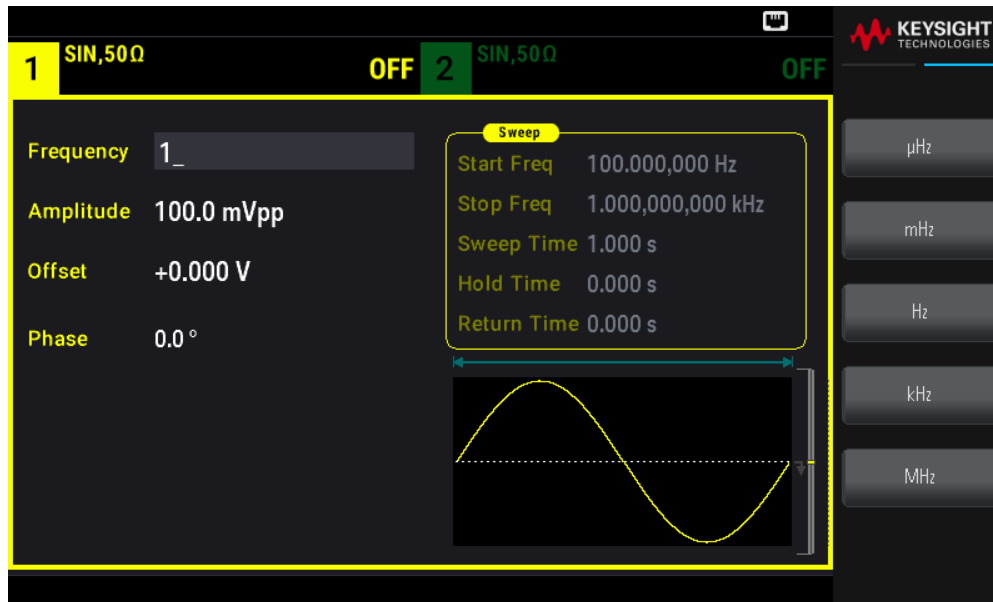 KEYSIGHT
TECHNOLOGIES
1 SIN,50Ω OFF 2 SIN,50Ω OFF
Frequency 1_
Amplitude 100.0 mVpp
Offset +0.000 V
Phase 0.0 °
Sweep
Start Freq 100.000,000 Hz
Stop Freq 1.000,000,000 kHz
Sweep Time 1.000 s
Hold Time 0.000 s
Return Time 0.000 s
µHz
mHz
Hz
kHz
MHz